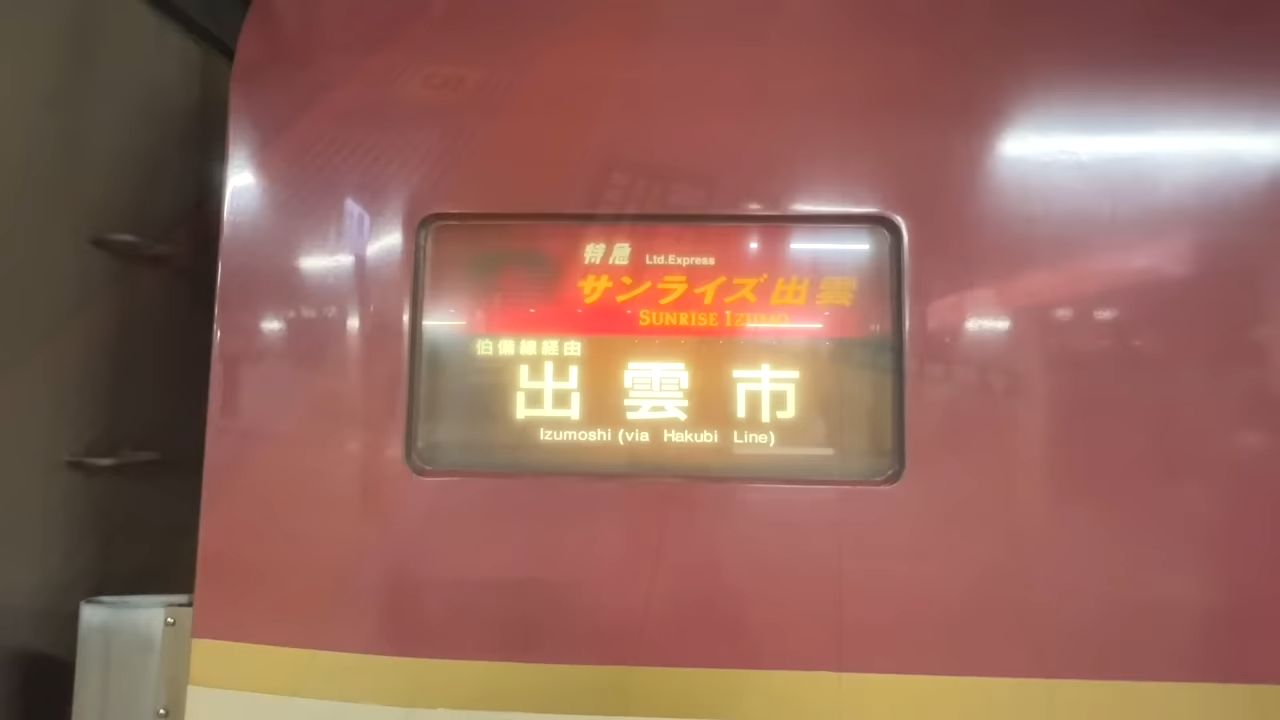 特急 Ltd.Express
サンライズ出雲
SUNRISE IZUMO
伯備線経由
出雲市
Izumoshi (via Hakubi Line)